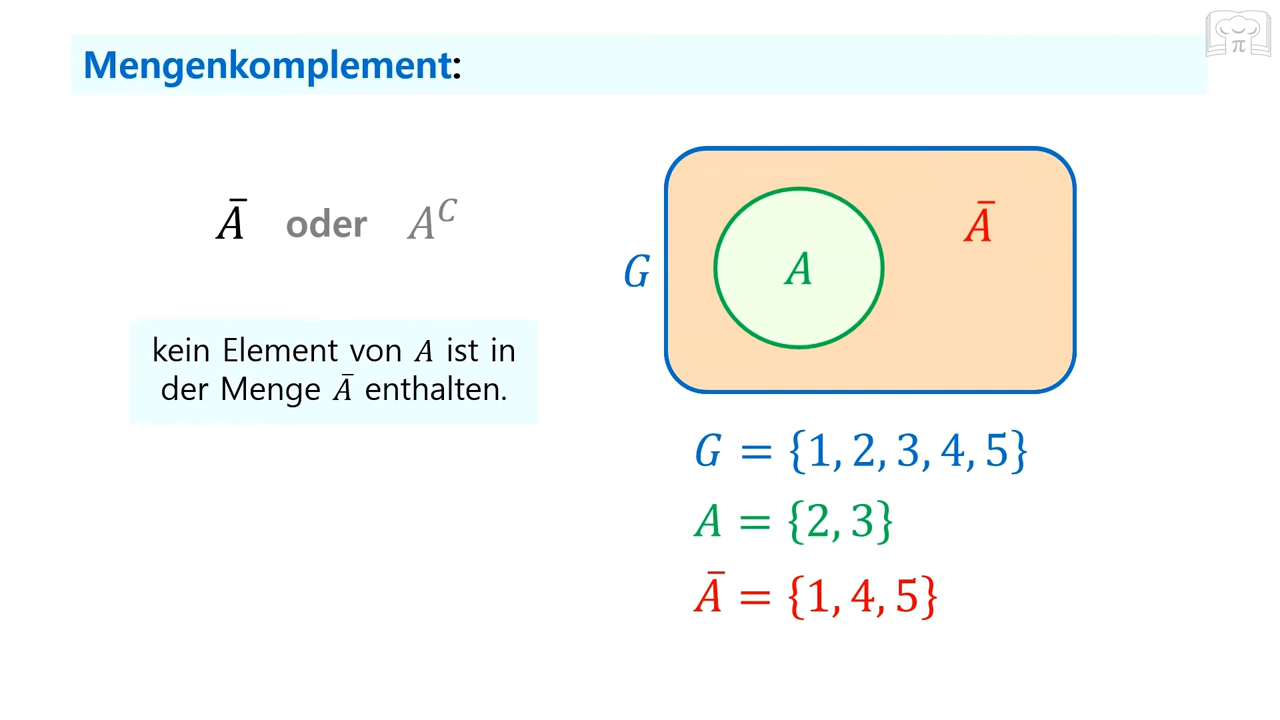 Mengenkomplement:
Ā oder Aᶜ
kein Element von A ist in
der Menge Ā enthalten.
G
A
Ā
G = {1, 2, 3, 4, 5}
A = {2, 3}
Ā = {1, 4, 5}
π